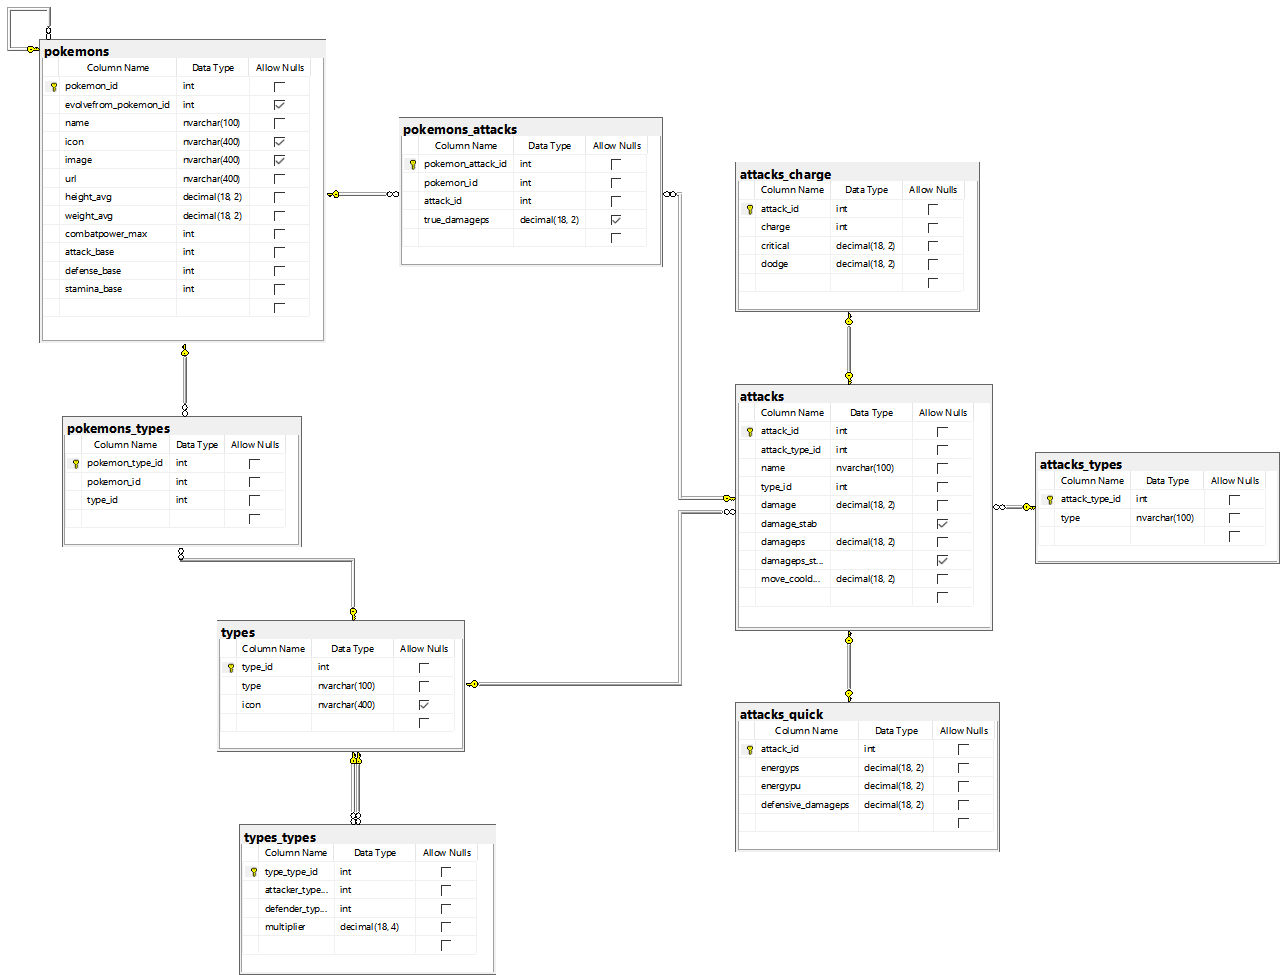 pokemons
Column Name Data Type Allow Nulls
pokemon_id int
evolvefrom_pokemon_id int
name nvarchar(100)
icon nvarchar(400)
image nvarchar(400)
url nvarchar(400)
height_avg decimal(18, 2)
weight_avg decimal(18, 2)
combatpower_max int
attack_base int
defense_base int
stamina_base int
pokemons_attacks
Column Name Data Type Allow Nulls
pokemon_attack_id int
pokemon_id int
attack_id int
true_damageps decimal(18, 2)
attacks_charge
Column Name Data Type Allow Nulls
attack_id int
charge int
critical decimal(18, 2)
dodge decimal(18, 2)
pokemons_types
Column Name Data Type Allow Nulls
pokemon_type_id int
pokemon_id int
type_id int
attacks
Column Name Data Type Allow Nulls
attack_id int
attack_type_id int
name nvarchar(100)
type_id int
damage decimal(18, 2)
damage_stab
damageps decimal(18, 2)
damageps_st...
move_coold... decimal(18, 2)
attacks_types
Column Name Data Type Allow Nulls
attack_type_id int
type nvarchar(100)
types
Column Name Data Type Allow Nulls
type_id int
type nvarchar(100)
icon nvarchar(400)
attacks_quick
Column Name Data Type Allow Nulls
attack_id int
energyps decimal(18, 2)
energypu decimal(18, 2)
defensive_damageps decimal(18, 2)
types_types
Column Name Data Type Allow Nulls
type_type_id int
attacker_type... int
defender_typ... int
multiplier decimal(18, 4)